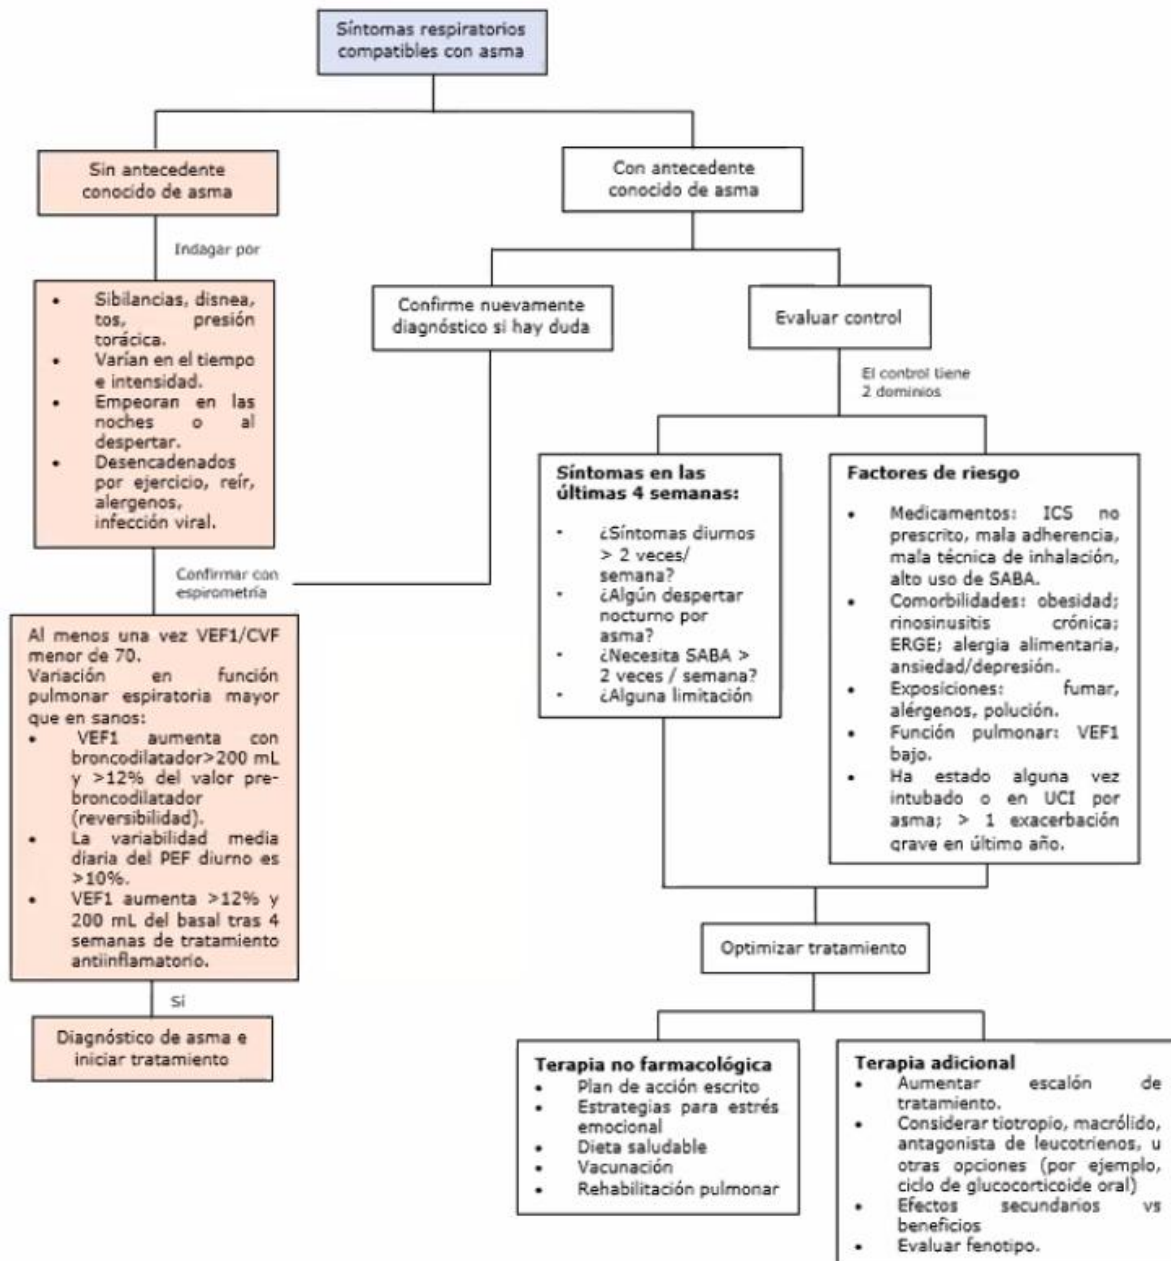 Síntomas respiratorios
compatibles con asma
Sin antecedente
conocido de asma
Indagar por
• Sibilancias, disnea,
tos, presión
torácica.
• Varían en el tiempo
e intensidad.
• Empeoran en las
noches o al
despertar.
• Desencadenados
por ejercicio, reír,
alergenos,
infección viral.
Confirmar con
espirometría
Al menos una vez VEF1/CVF
menor de 70.
Variación en función
pulmonar espiratoria mayor
que en sanos:
• VEF1 aumenta con
broncodilatador>200 mL
y >12% del valor pre-
broncodilatador
(reversibilidad).
• La variabilidad media
diaria del PEF diurno es
>10%.
• VEF1 aumenta >12% y
200 mL del basal tras 4
semanas de tratamiento
antiinflamatorio.
Sí
Diagnóstico de asma e
iniciar tratamiento
Con antecedente
conocido de asma
Confirme nuevamente
diagnóstico si hay duda
Evaluar control
El control tiene
2 dominios
Síntomas en las
últimas 4 semanas:
- ¿Síntomas diurnos
> 2 veces/
semana?
- ¿Algún despertar
nocturno por
asma?
- ¿Necesita SABA >
2 veces / semana?
- ¿Alguna limitación
Factores de riesgo
• Medicamentos: ICS no
prescrito, mala adherencia,
mala técnica de inhalación,
alto uso de SABA.
• Comorbilidades: obesidad;
rinosinusitis crónica;
ERGE; alergia alimentaria,
ansiedad/depresión.
• Exposiciones: fumar,
alérgenos, polución.
• Función pulmonar: VEF1
bajo.
• Ha estado alguna vez
intubado o en UCI por
asma; > 1 exacerbación
grave en último año.
Optimizar tratamiento
Terapia no farmacológica
• Plan de acción escrito
• Estrategias para estrés
emocional
• Dieta saludable
• Vacunación
• Rehabilitación pulmonar
Terapia adicional
• Aumentar escalón de
tratamiento.
• Considerar tiotropio, macrólido,
antagonista de leucotrienos, u
otras opciones (por ejemplo,
ciclo de glucocorticoide oral)
• Efectos secundarios vs
beneficios
• Evaluar fenotipo.